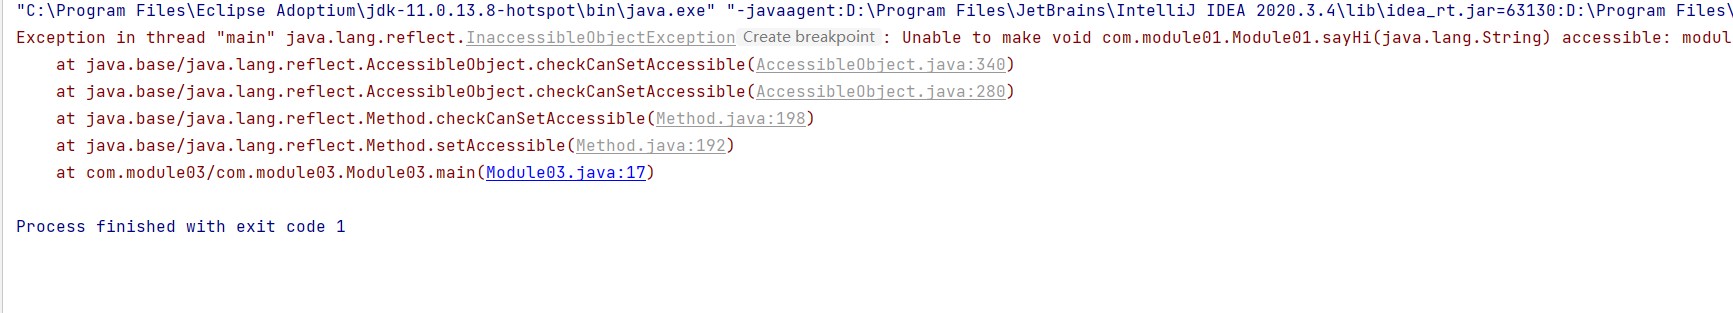 "C:\Program Files\Eclipse Adoptium\jdk-11.0.13.8-hotspot\bin\java.exe" "-javaagent:D:\Program Files\JetBrains\IntelliJ IDEA 2020.3.4\lib\idea_rt.jar=63130:D:\Program Files\
Exception in thread "main" java.lang.reflect.InaccessibleObjectException Create breakpoint : Unable to make void com.module01.Module01.sayHi(java.lang.String) accessible: modul
at java.base/java.lang.reflect.AccessibleObject.checkCanSetAccessible(AccessibleObject.java:340)
at java.base/java.lang.reflect.AccessibleObject.checkCanSetAccessible(AccessibleObject.java:280)
at java.base/java.lang.reflect.Method.checkCanSetAccessible(Method.java:198)
at java.base/java.lang.reflect.Method.setAccessible(Method.java:192)
at com.module03/com.module03.Module03.main(Module03.java:17)
Process finished with exit code 1